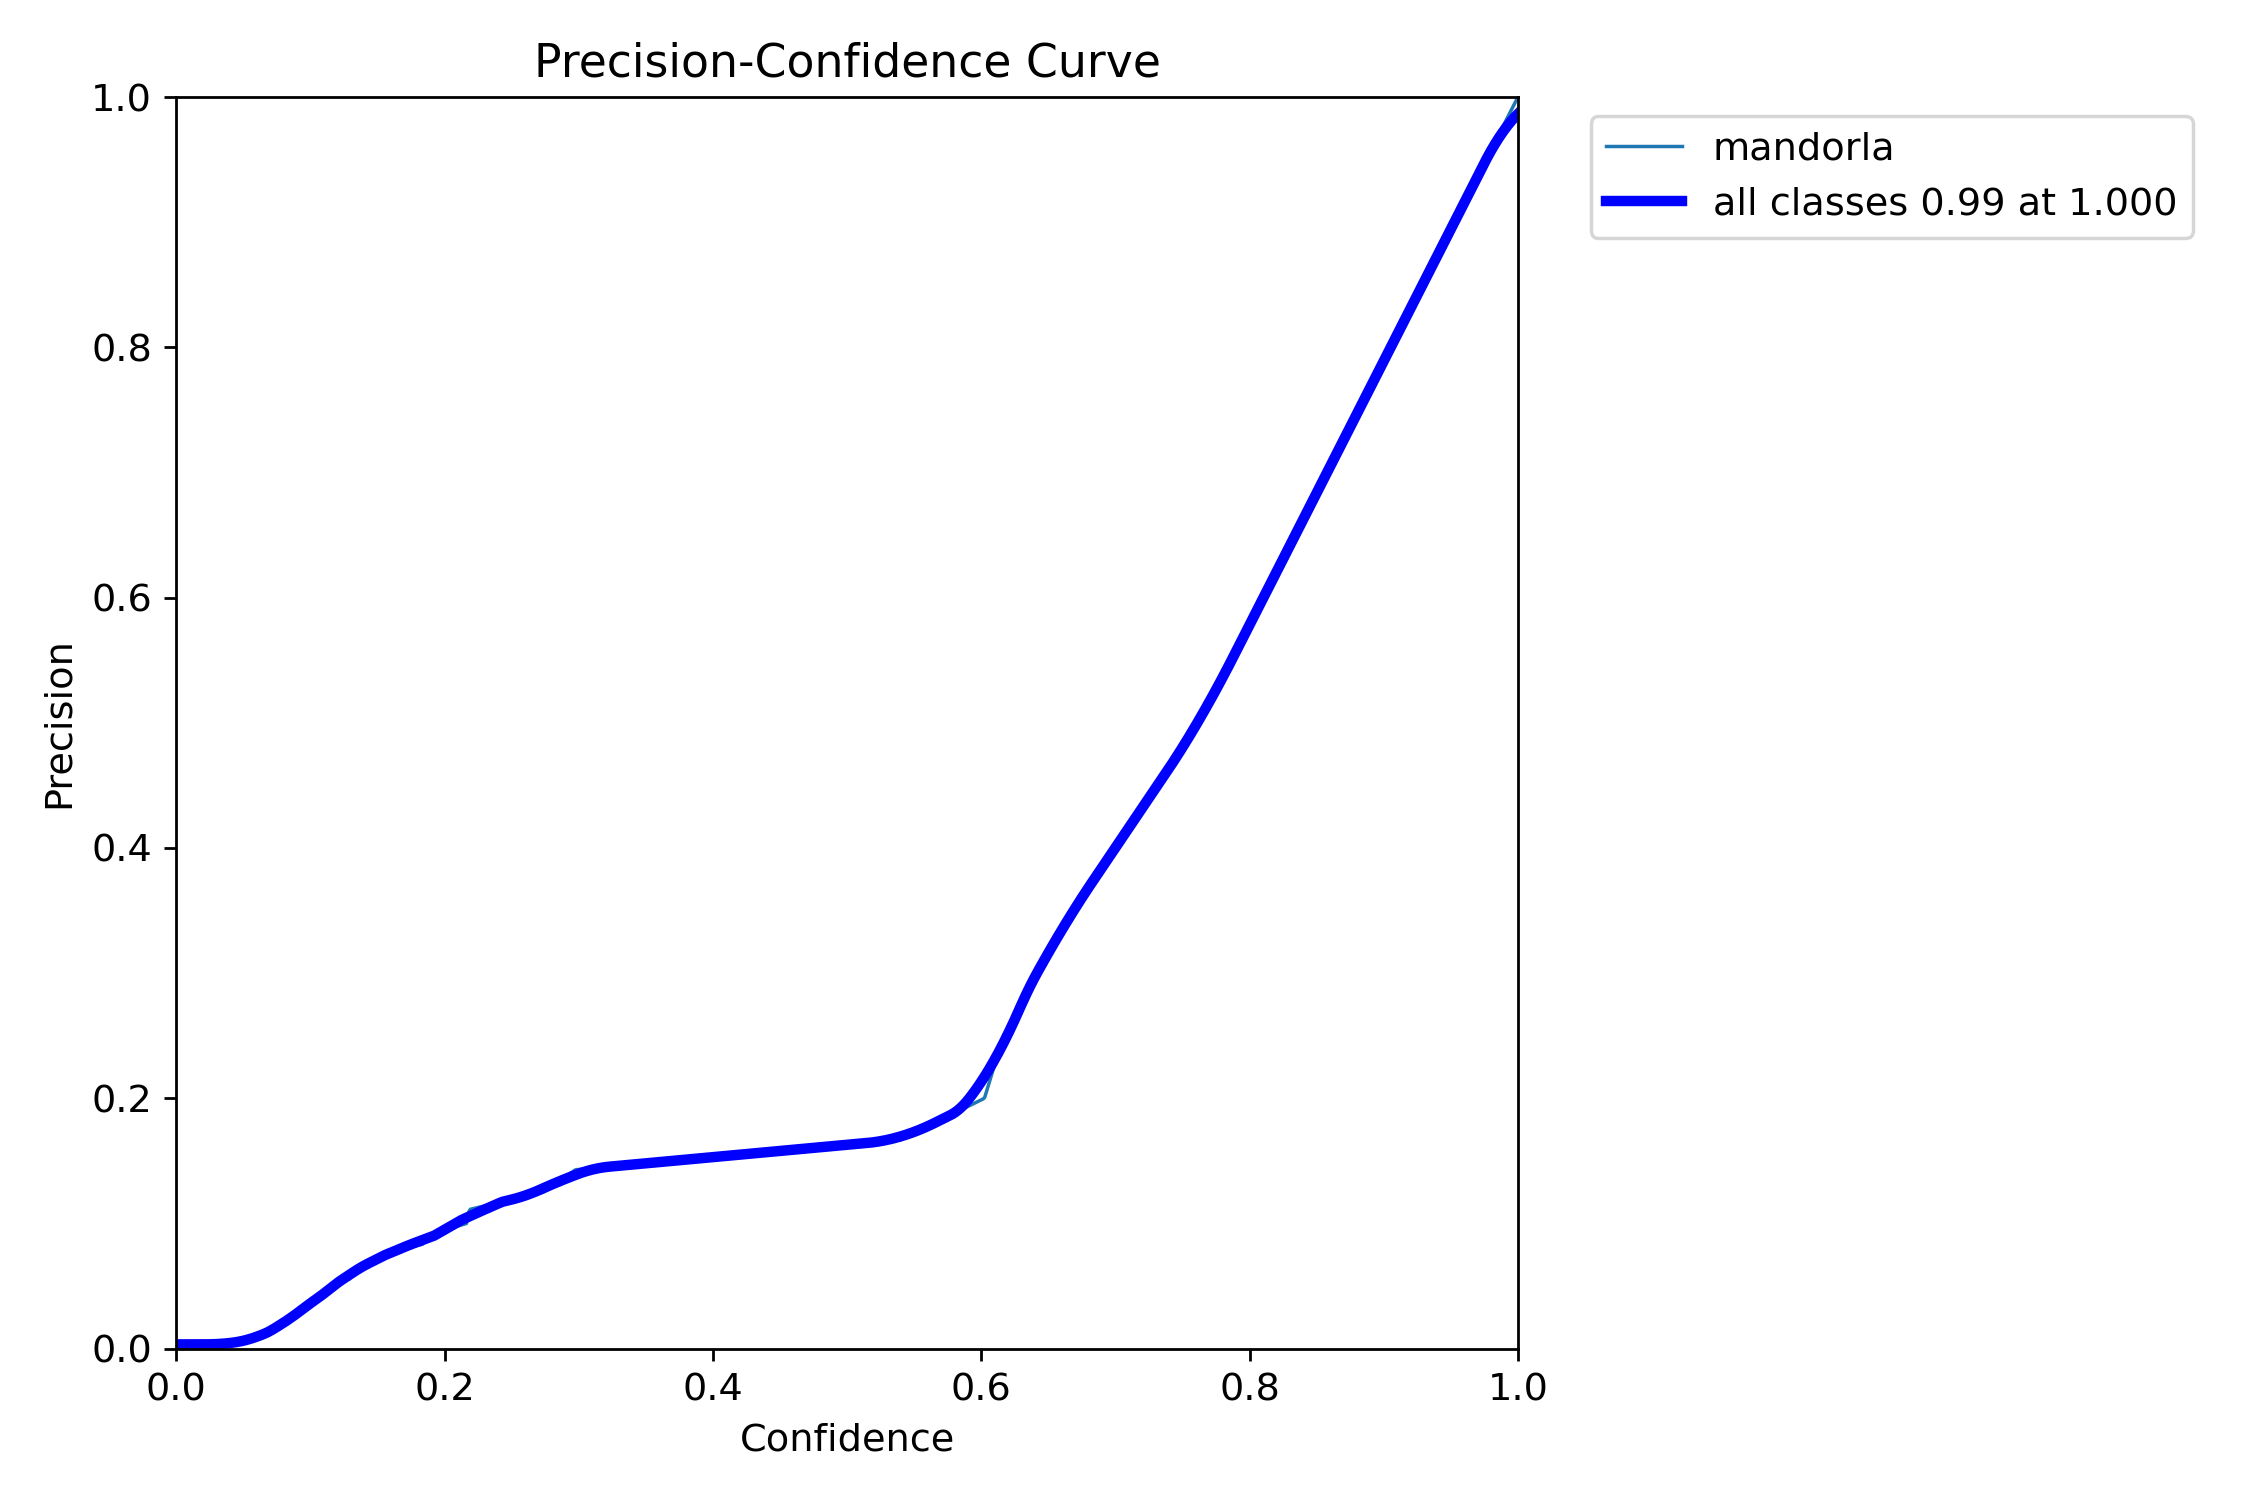 Precision-Confidence Curve
mandorla
all classes 0.99 at 1.000
Precision
1.0
0.8
0.6
0.4
0.2
0.0
0.0 0.2 0.4 0.6 0.8 1.0
Confidence